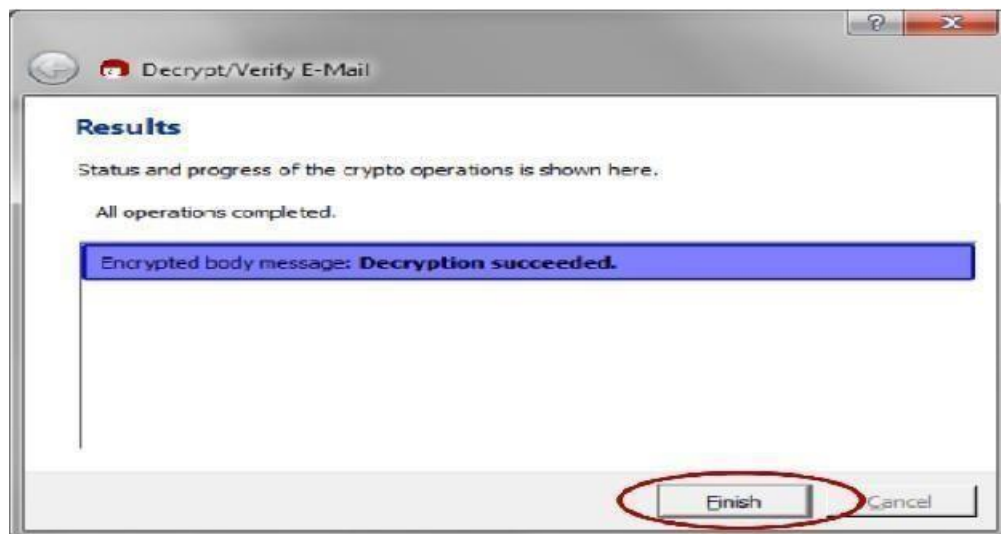 ?
Decrypt/Verify E-Mail
Results
Status and progress of the crypto operations is shown here.
All operations completed.
Encrypted body message: Decryption succeeded.
Finish
Cancel